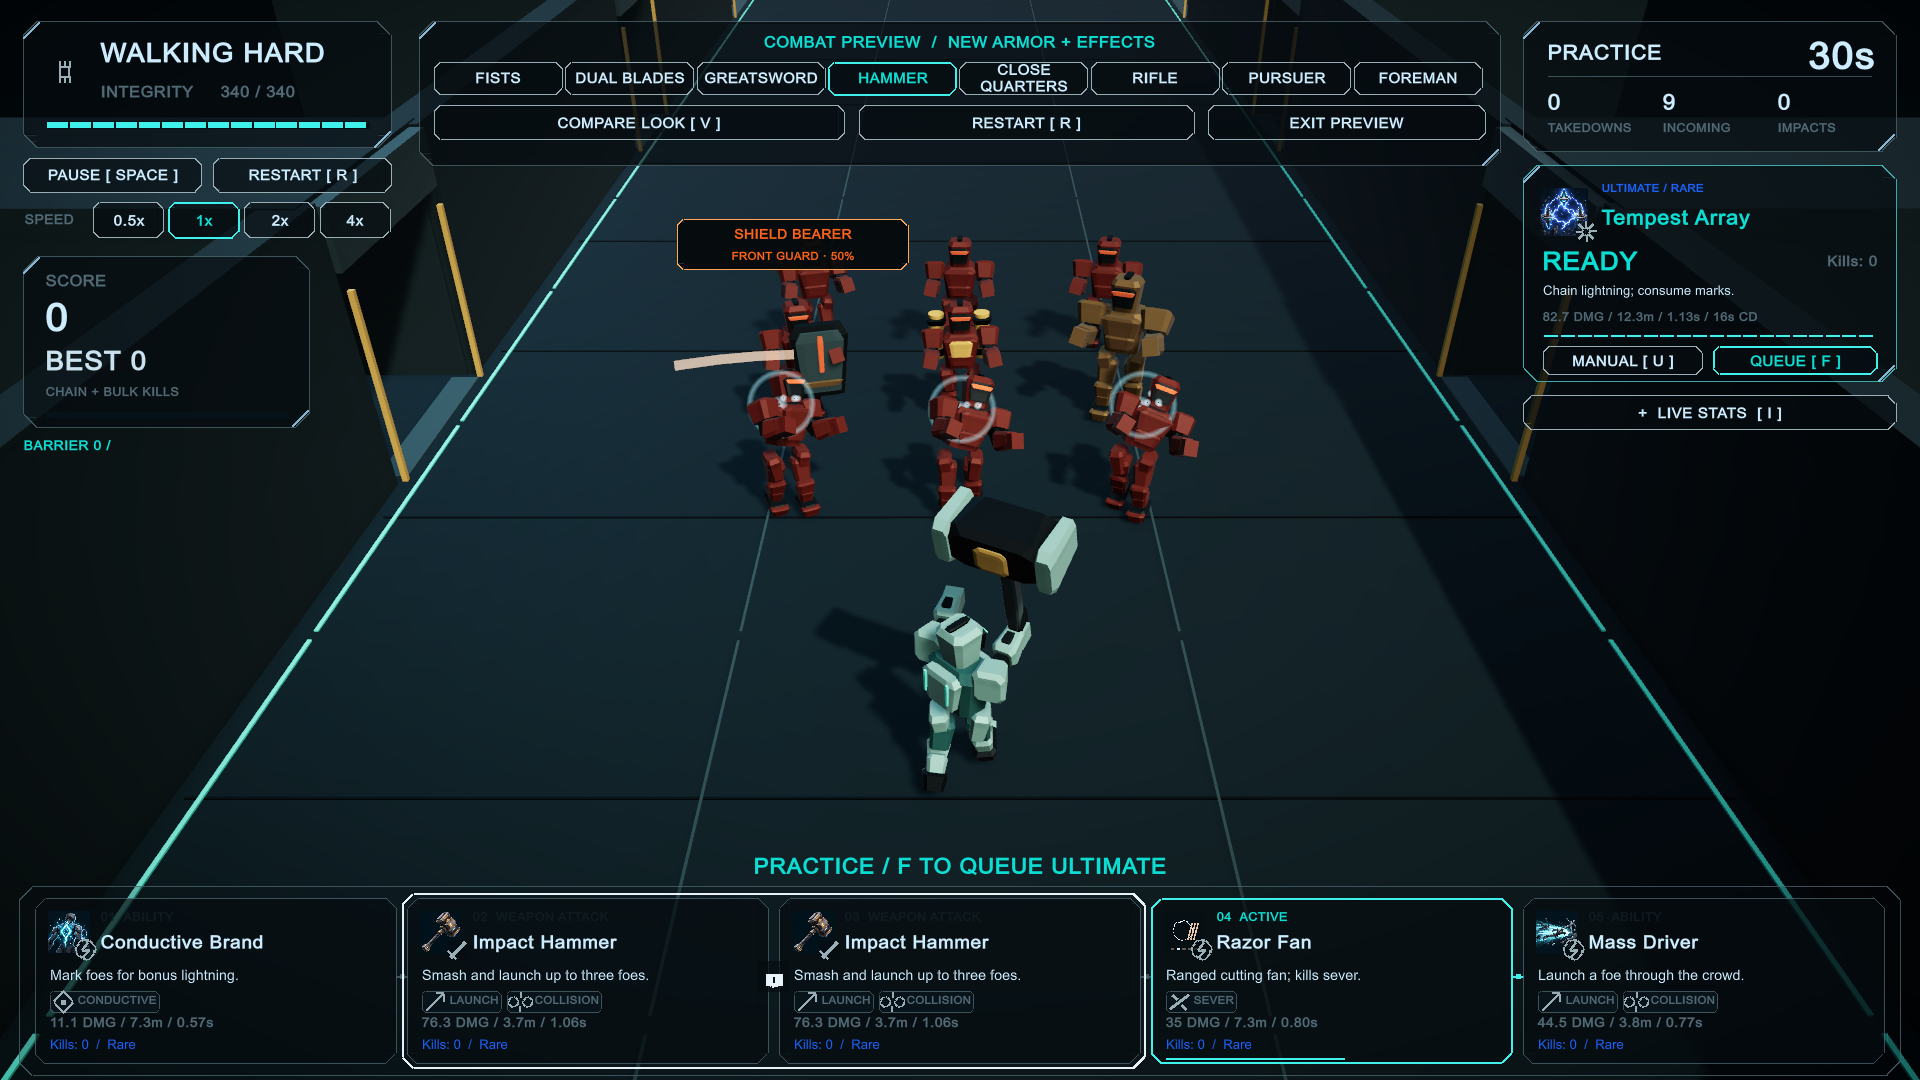 WALKING HARD
INTEGRITY 340 / 340
PAUSE [ SPACE ]
RESTART [ R ]
SPEED
0.5x
1x
2x
4x
SCORE
0
BEST 0
CHAIN + BULK KILLS
BARRIER 0 /
COMBAT PREVIEW / NEW ARMOR + EFFECTS
FISTS
DUAL BLADES
GREATSWORD
HAMMER
CLOSE
QUARTERS
RIFLE
PURSUER
FOREMAN
COMPARE LOOK [ V ]
RESTART [ R ]
EXIT PREVIEW
SHIELD BEARER
FRONT GUARD · 50%
PRACTICE 30s
0 9 0
TAKEDOWNS INCOMING IMPACTS
ULTIMATE / RARE
Tempest Array
READY Kills: 0
Chain lightning; consume marks.
82.7 DMG / 12.3m / 1.13s / 16s CD
MANUAL [ U ]
QUEUE [ F ]
+ LIVE STATS [ I ]
PRACTICE / F TO QUEUE ULTIMATE
01 ABILITY
Conductive Brand
Mark foes for bonus lightning.
CONDUCTIVE
11.1 DMG / 7.3m / 0.57s
Kills: 0 / Rare
02 WEAPON ATTACK
Impact Hammer
Smash and launch up to three foes.
LAUNCH COLLISION
76.3 DMG / 3.7m / 1.06s
Kills: 0 / Rare
03 WEAPON ATTACK
Impact Hammer
Smash and launch up to three foes.
LAUNCH COLLISION
76.3 DMG / 3.7m / 1.06s
Kills: 0 / Rare
04 ACTIVE
Razor Fan
Ranged cutting fan; kills sever.
SEVER
35 DMG / 7.3m / 0.80s
Kills: 0 / Rare
05 ABILITY
Mass Driver
Launch a foe through the crowd.
LAUNCH COLLISION
44.5 DMG / 3.8m / 0.77s
Kills: 0 / Rare